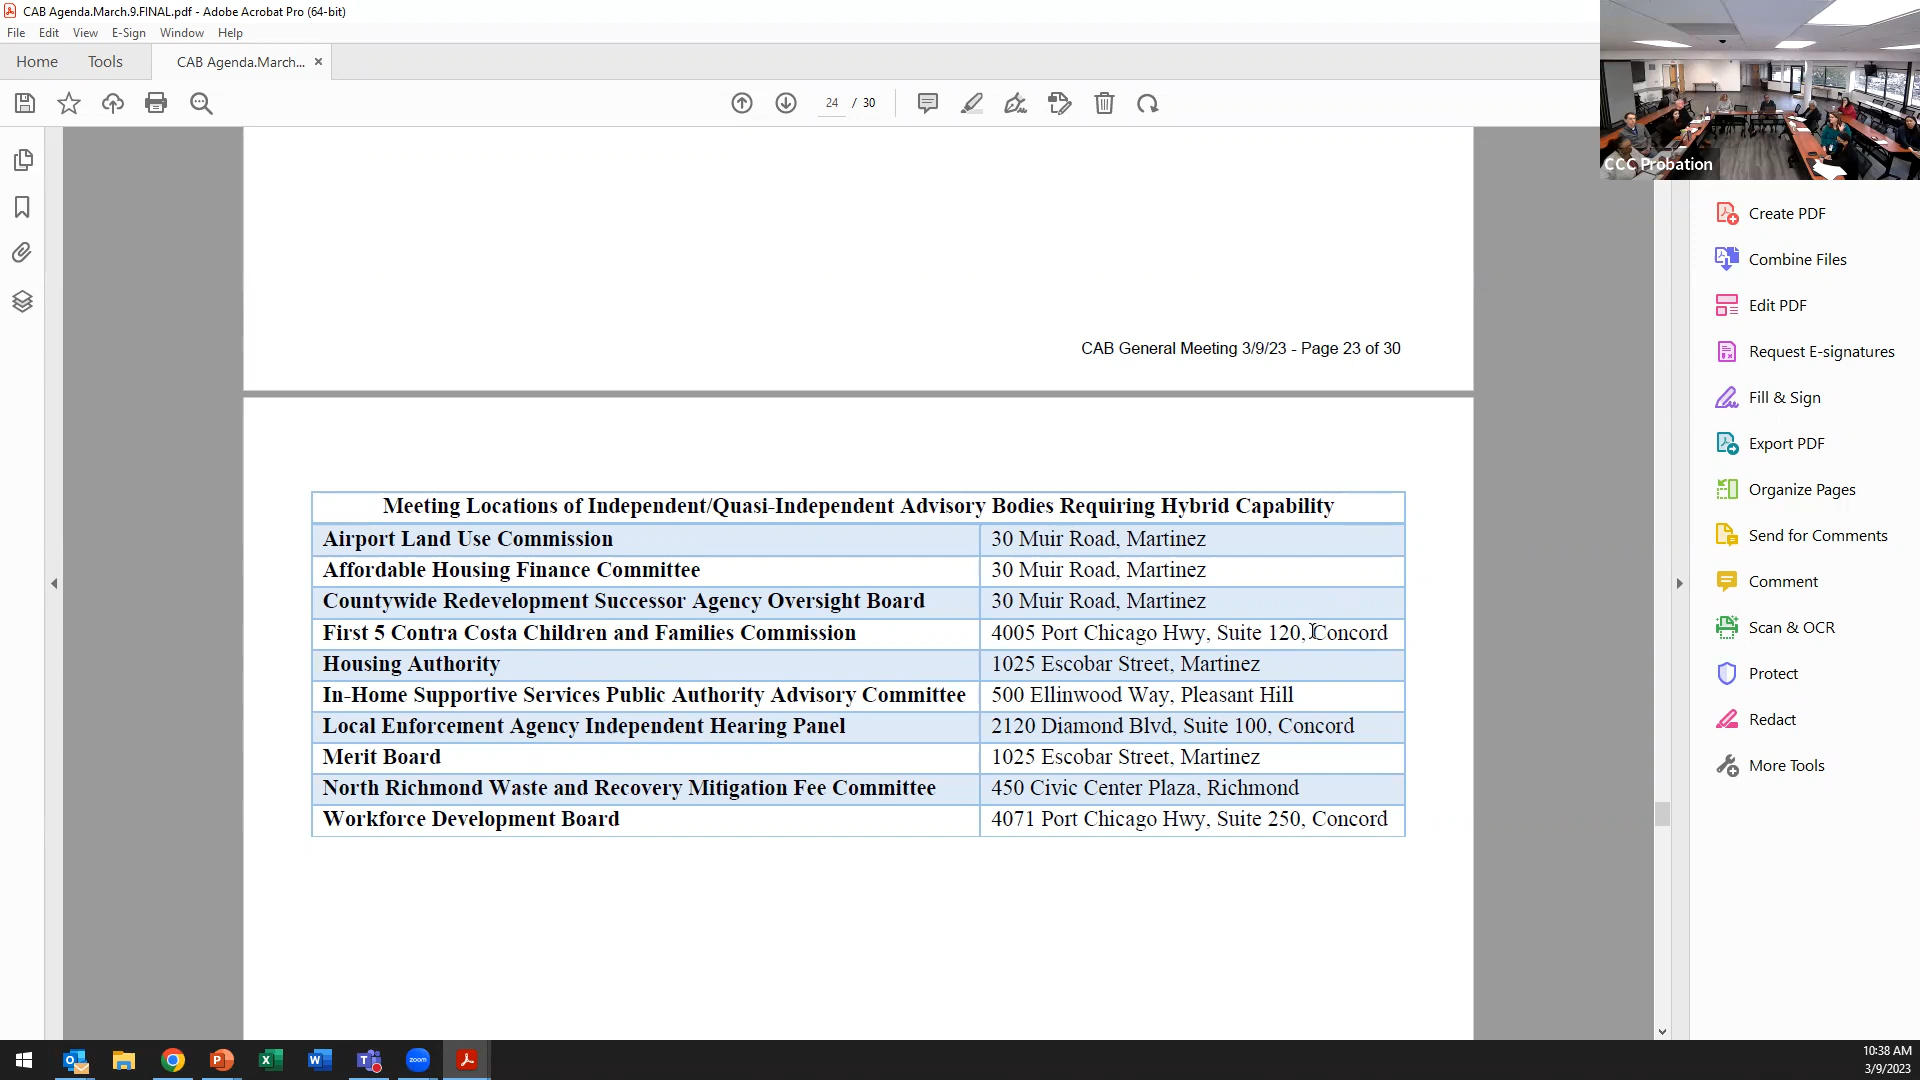 CAB Agenda.March.9.FINAL.pdf - Adobe Acrobat Pro (64-bit)
File Edit View E-Sign Window Help
Home Tools CAB Agenda.March... ×
24 / 30
CCC Probation
Create PDF
Combine Files
Edit PDF
Request E-signatures
Fill & Sign
Export PDF
Organize Pages
Send for Comments
Comment
Scan & OCR
Protect
Redact
More Tools
CAB General Meeting 3/9/23 - Page 23 of 30
Meeting Locations of Independent/Quasi-Independent Advisory Bodies Requiring Hybrid Capability
Airport Land Use Commission 30 Muir Road, Martinez
Affordable Housing Finance Committee 30 Muir Road, Martinez
Countywide Redevelopment Successor Agency Oversight Board 30 Muir Road, Martinez
First 5 Contra Costa Children and Families Commission 4005 Port Chicago Hwy, Suite 120, Concord
Housing Authority 1025 Escobar Street, Martinez
In-Home Supportive Services Public Authority Advisory Committee 500 Ellinwood Way, Pleasant Hill
Local Enforcement Agency Independent Hearing Panel 2120 Diamond Blvd, Suite 100, Concord
Merit Board 1025 Escobar Street, Martinez
North Richmond Waste and Recovery Mitigation Fee Committee 450 Civic Center Plaza, Richmond
Workforce Development Board 4071 Port Chicago Hwy, Suite 250, Concord
zoom
10:38 AM
3/9/2023